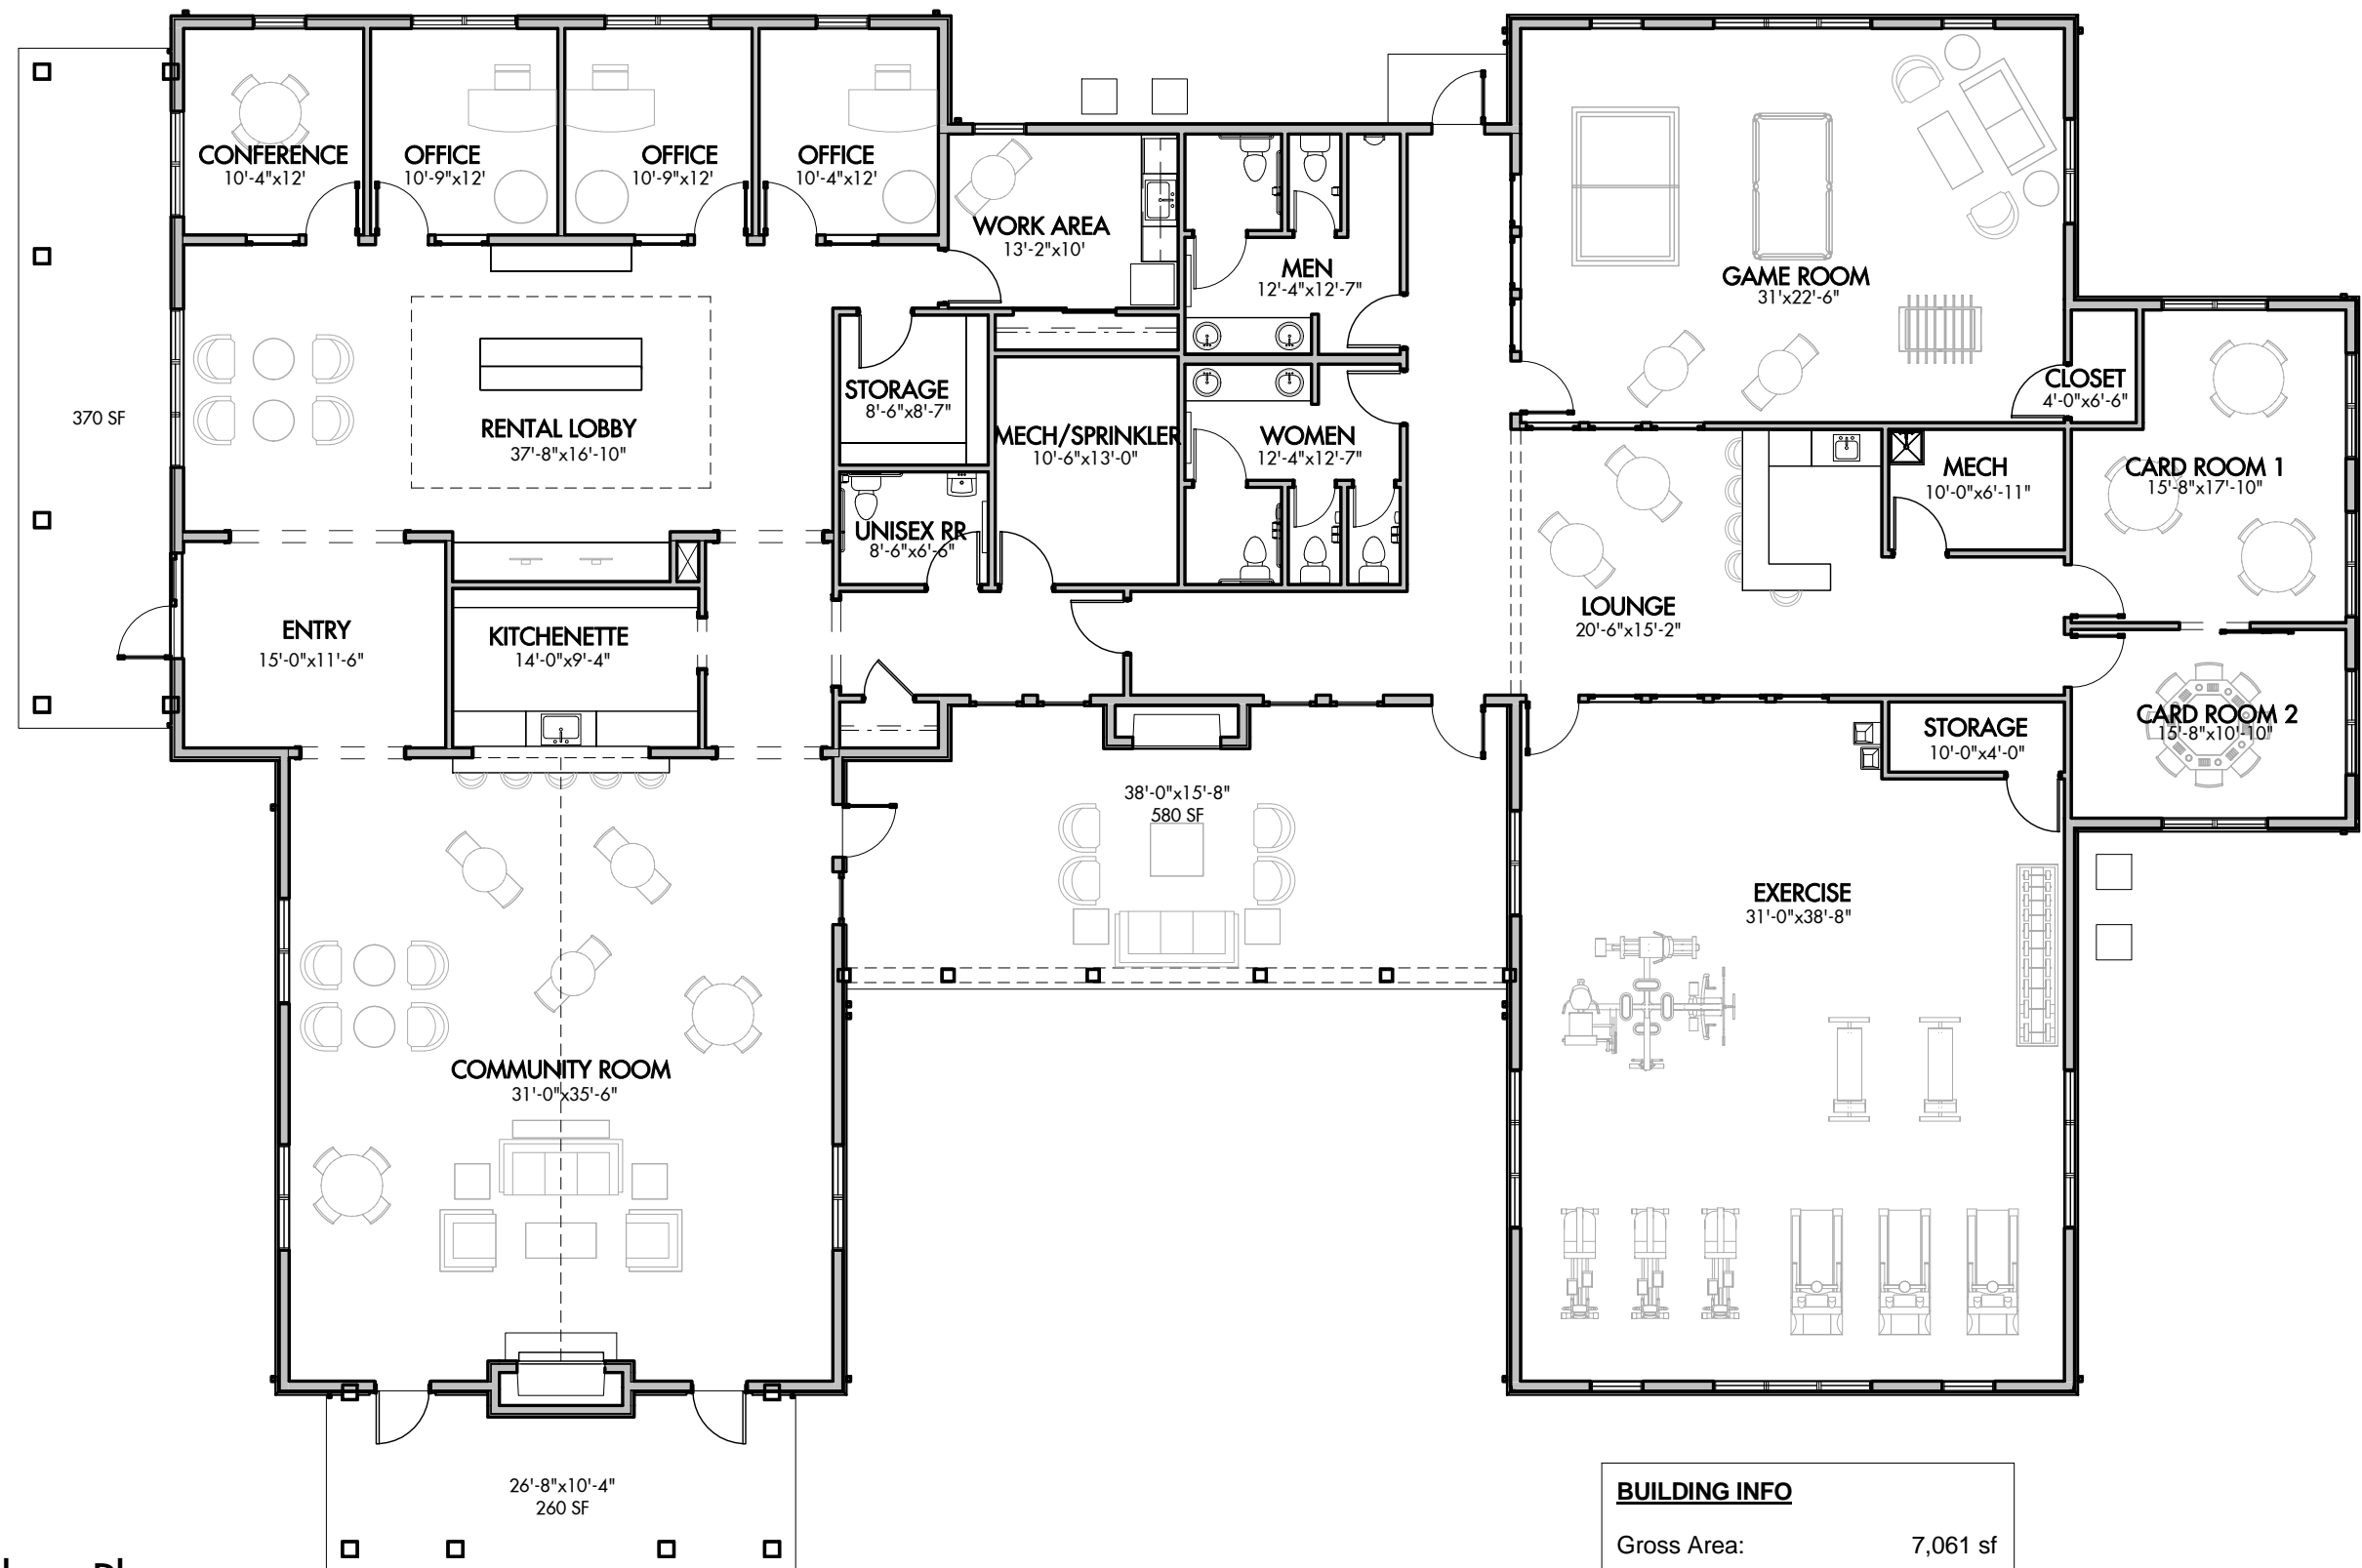 CONFERENCE
10'-4"x12'
OFFICE
10'-9"x12'
OFFICE
10'-9"x12'
OFFICE
10'-4"x12'
WORK AREA
13'-2"x10'
MEN
12'-4"x12'-7"
GAME ROOM
31'x22'-6"
CLOSET
4'-0"x6'-6"
STORAGE
8'-6"x8'-7"
370 SF
RENTAL LOBBY
37'-8"x16'-10"
MECH/SPRINKLER
10'-6"x13'-0"
WOMEN
12'-4"x12'-7"
MECH
10'-0"x6'-11"
CARD ROOM 1
15'-8"x17'-10"
UNISEX RR
8'-6"x6'-6"
LOUNGE
20'-6"x15'-2"
ENTRY
15'-0"x11'-6"
KITCHENETTE
14'-0"x9'-4"
STORAGE
10'-0"x4'-0"
CARD ROOM 2
15'-8"x10'-10"
38'-0"x15'-8"
580 SF
EXERCISE
31'-0"x38'-8"
COMMUNITY ROOM
31'-0"x35'-6"
26'-8"x10'-4"
260 SF
BUILDING INFO
Gross Area: 7,061 sf